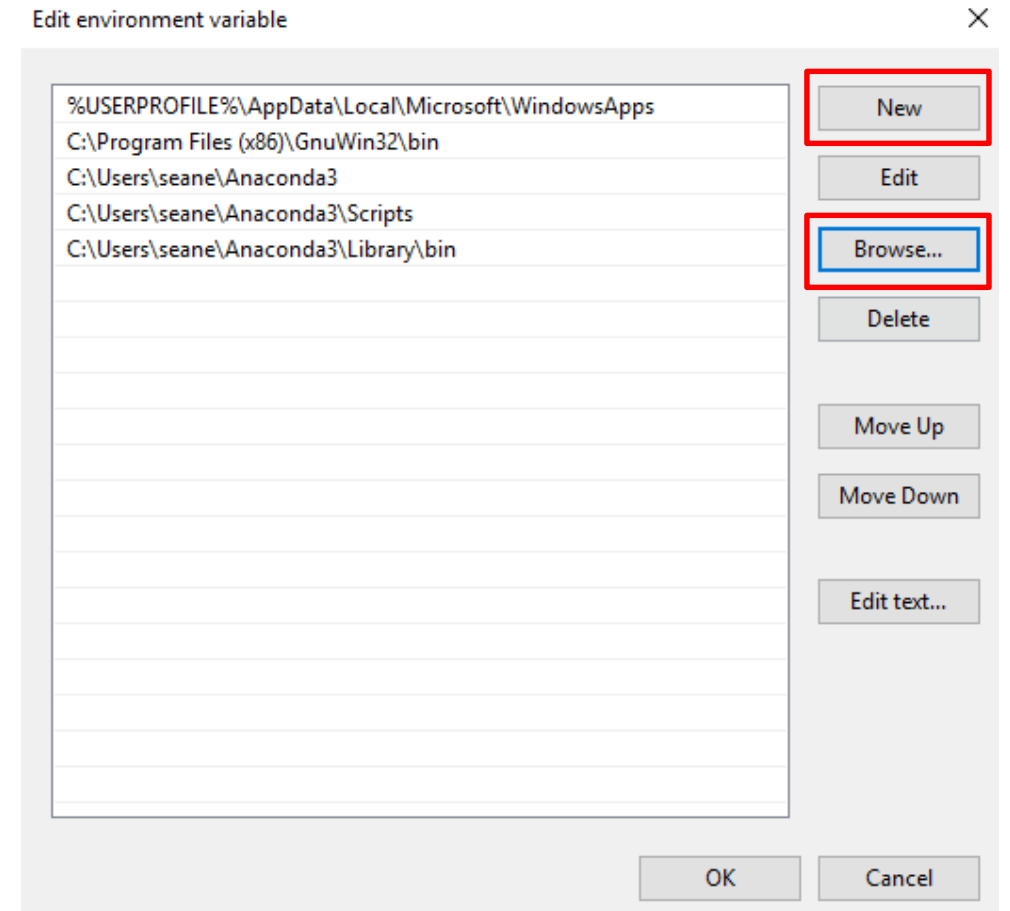 Edit environment variable
%USERPROFILE%\AppData\Local\Microsoft\WindowsApps
C:\Program Files (x86)\GnuWin32\bin
C:\Users\seane\Anaconda3
C:\Users\seane\Anaconda3\Scripts
C:\Users\seane\Anaconda3\Library\bin
New
Edit
Browse...
Delete
Move Up
Move Down
Edit text...
OK
Cancel